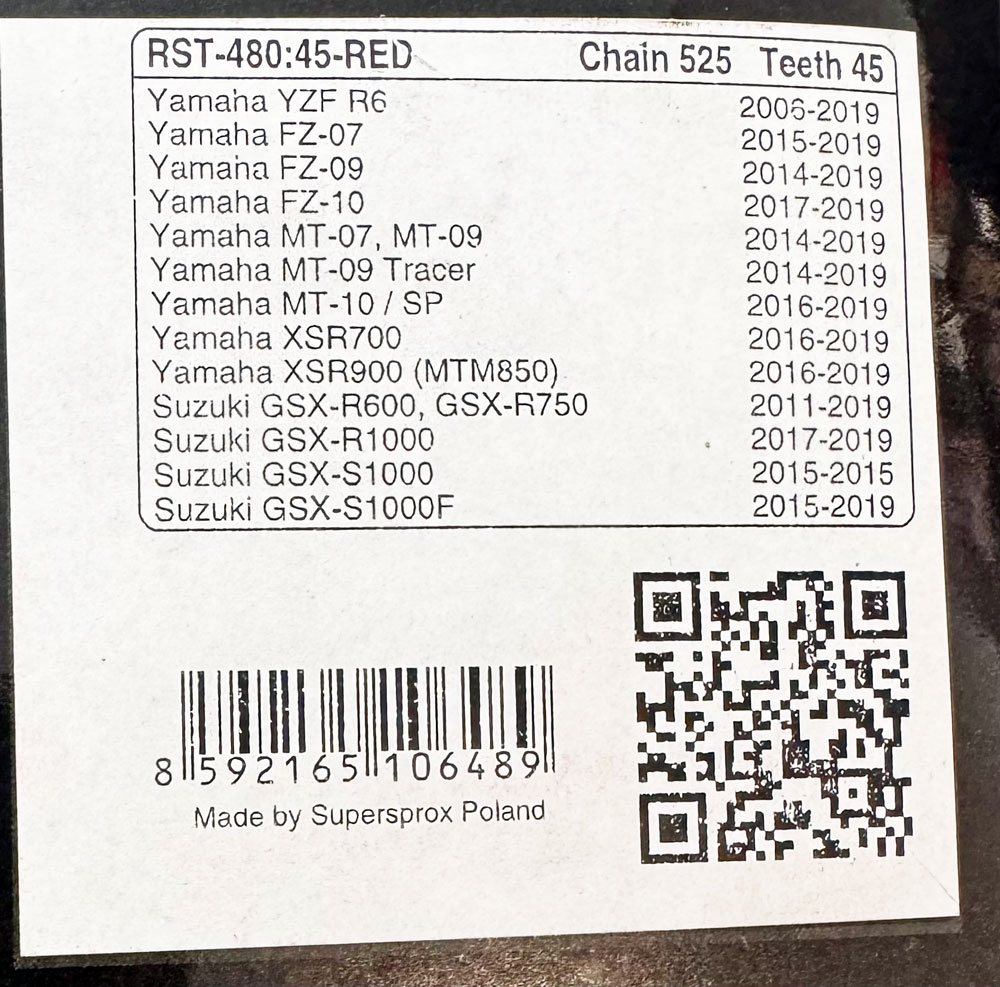 RST-480:45-RED Chain 525 Teeth 45
Yamaha YZF R6 2006-2019
Yamaha FZ-07 2015-2019
Yamaha FZ-09 2014-2019
Yamaha FZ-10 2017-2019
Yamaha MT-07, MT-09 2014-2019
Yamaha MT-09 Tracer 2014-2019
Yamaha MT-10 / SP 2016-2019
Yamaha XSR700 2016-2019
Yamaha XSR900 (MTM850) 2016-2019
Suzuki GSX-R600, GSX-R750 2011-2019
Suzuki GSX-R1000 2017-2019
Suzuki GSX-S1000 2015-2015
Suzuki GSX-S1000F 2015-2019
8 592165 106489
Made by Supersprox Poland